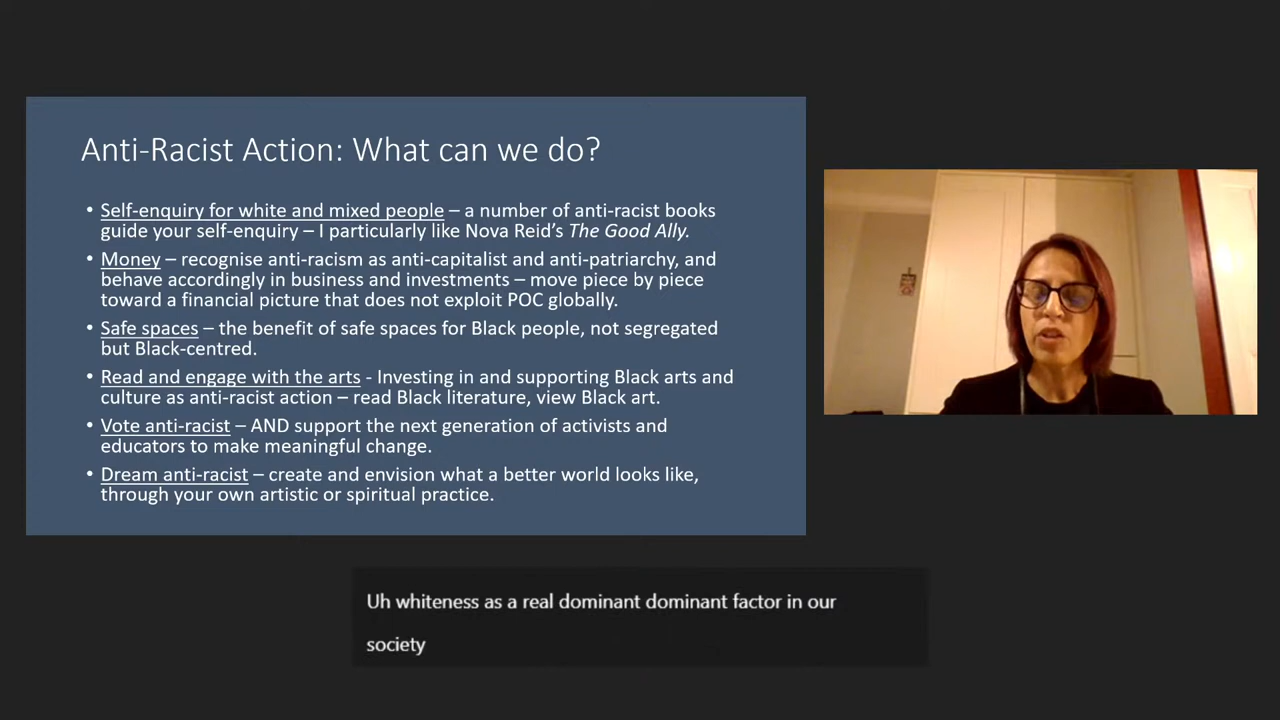 Anti-Racist Action: What can we do?
• Self-enquiry for white and mixed people – a number of anti-racist books
guide your self-enquiry – I particularly like Nova Reid's The Good Ally.
• Money – recognise anti-racism as anti-capitalist and anti-patriarchy, and
behave accordingly in business and investments – move piece by piece
toward a financial picture that does not exploit POC globally.
• Safe spaces – the benefit of safe spaces for Black people, not segregated
but Black-centred.
• Read and engage with the arts - Investing in and supporting Black arts and
culture as anti-racist action – read Black literature, view Black art.
• Vote anti-racist – AND support the next generation of activists and
educators to make meaningful change.
• Dream anti-racist – create and envision what a better world looks like,
through your own artistic or spiritual practice.
Uh whiteness as a real dominant dominant factor in our
society